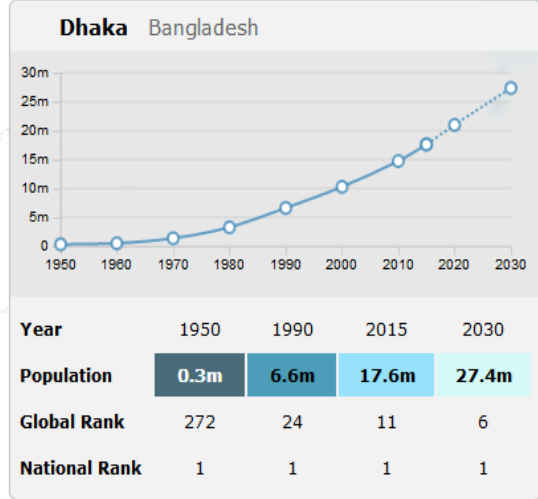 Dhaka Bangladesh
30m
25m
20m
15m
10m
5m
0
1950 1960 1970 1980 1990 2000 2010 2020 2030
Year 1950 1990 2015 2030
Population 0.3m 6.6m 17.6m 27.4m
Global Rank 272 24 11 6
National Rank 1 1 1 1